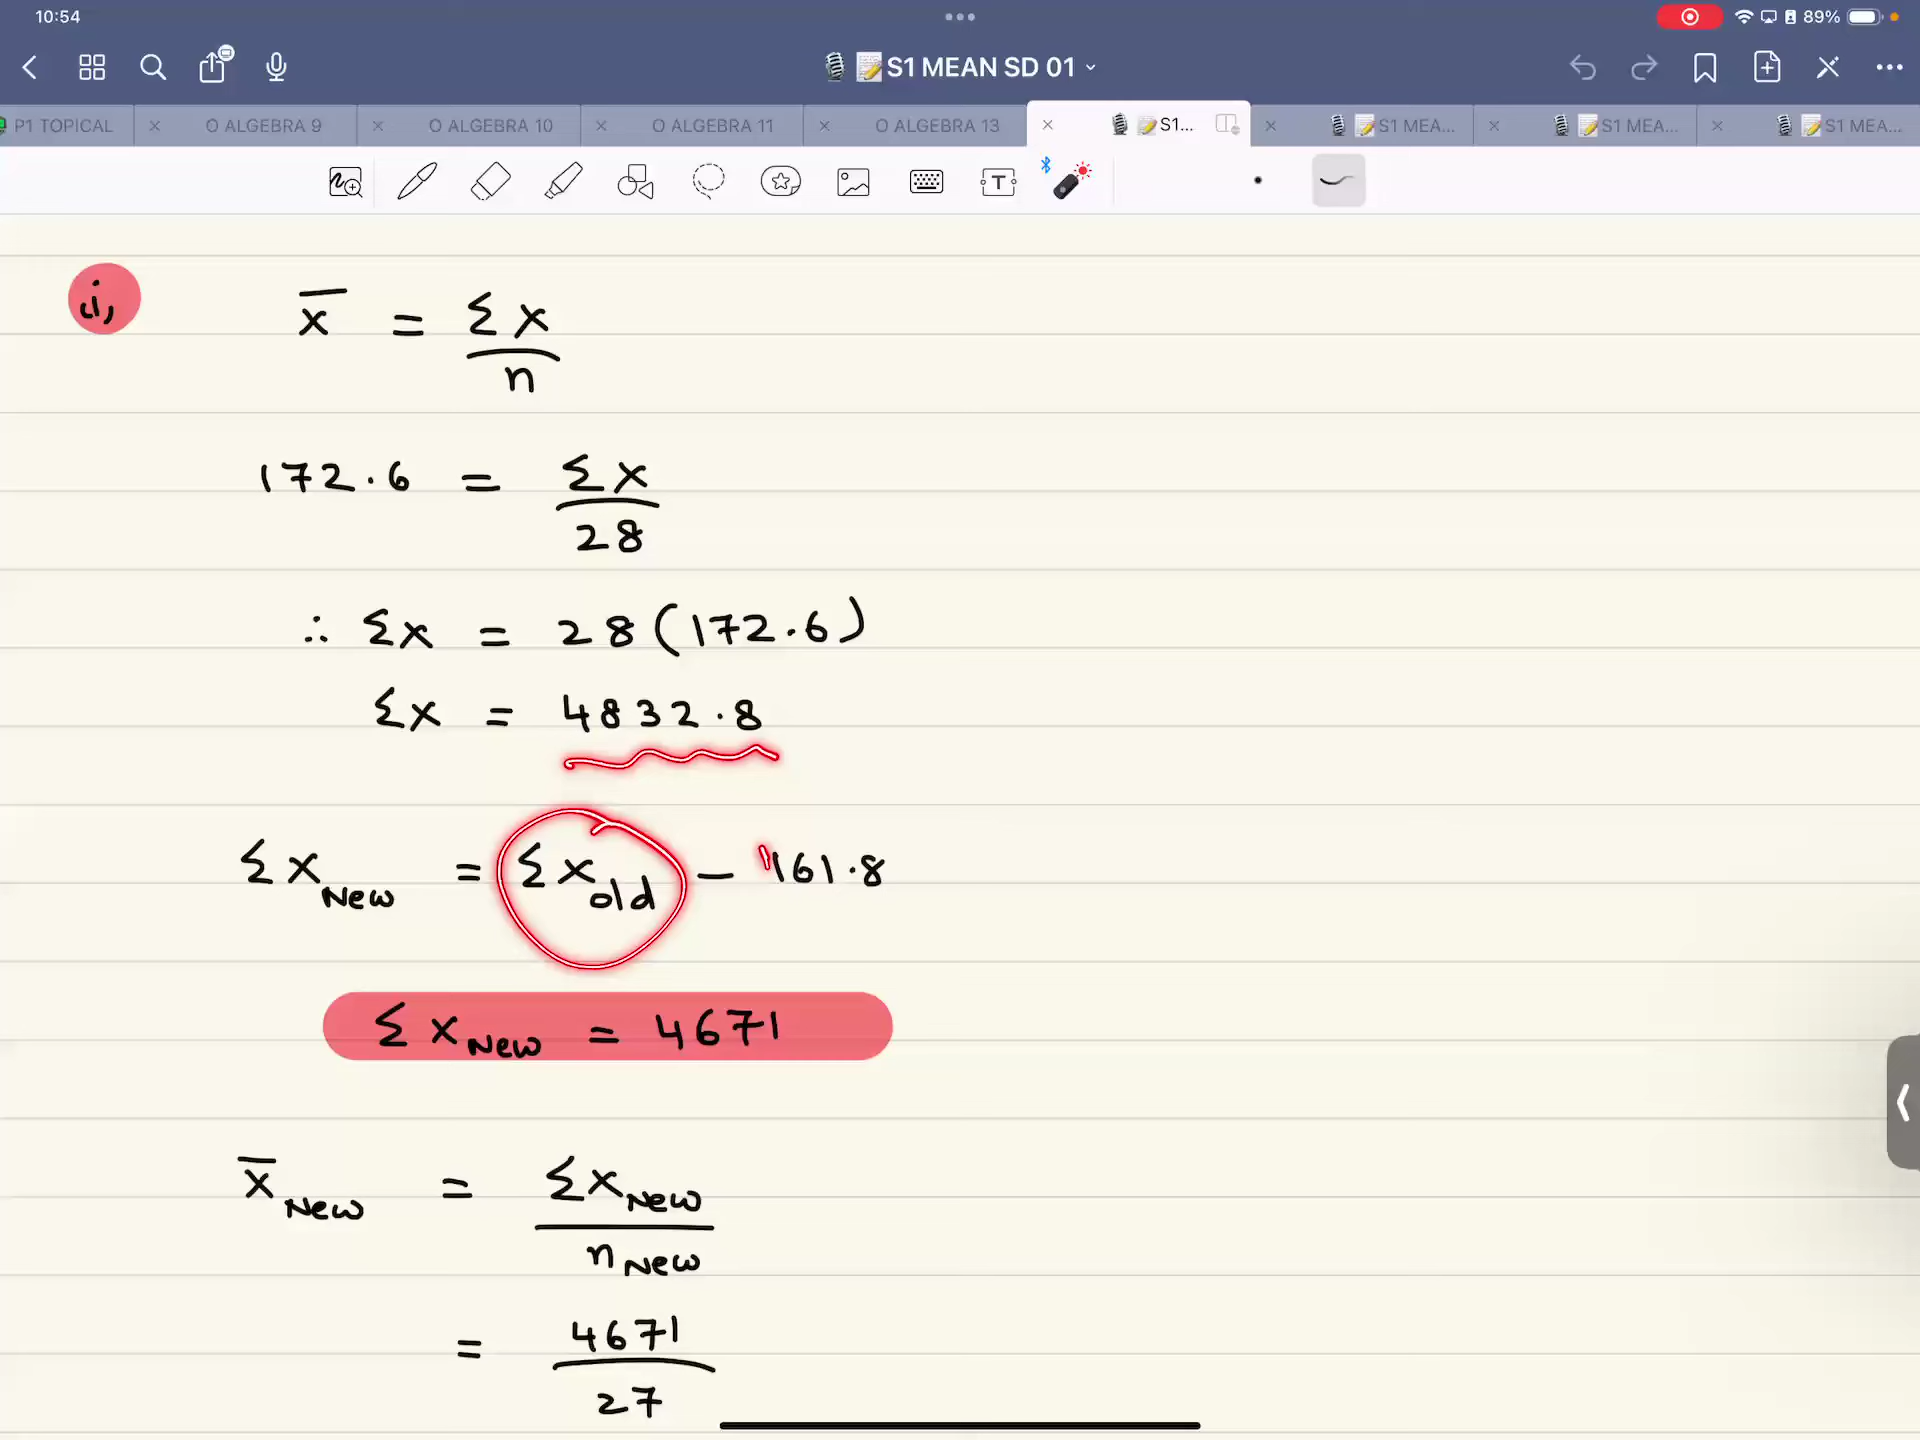 10:54
89%
S1 MEAN SD 01
P1 TOPICAL
O ALGEBRA 9
O ALGEBRA 10
O ALGEBRA 11
O ALGEBRA 13
S1...
S1 MEA...
S1 MEA...
S1 MEA...
T
i,
x̄ = Σx / n
172.6 = Σx / 28
∴ Σx = 28(172.6)
Σx = 4832.8
Σx New = Σx old − 161.8
Σx New = 4671
x̄ New = Σx New / n New
= 4671 / 27